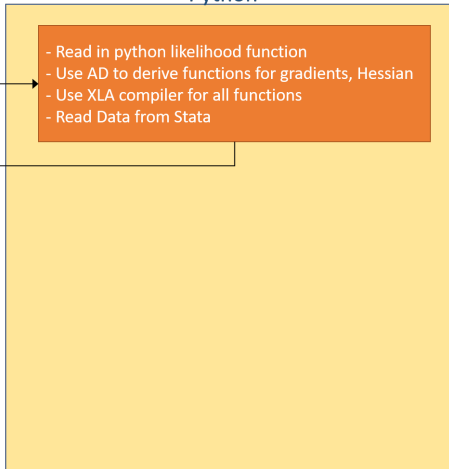 Python
- Read in python likelihood function
- Use AD to derive functions for gradients, Hessian
- Use XLA compiler for all functions
- Read Data from Stata